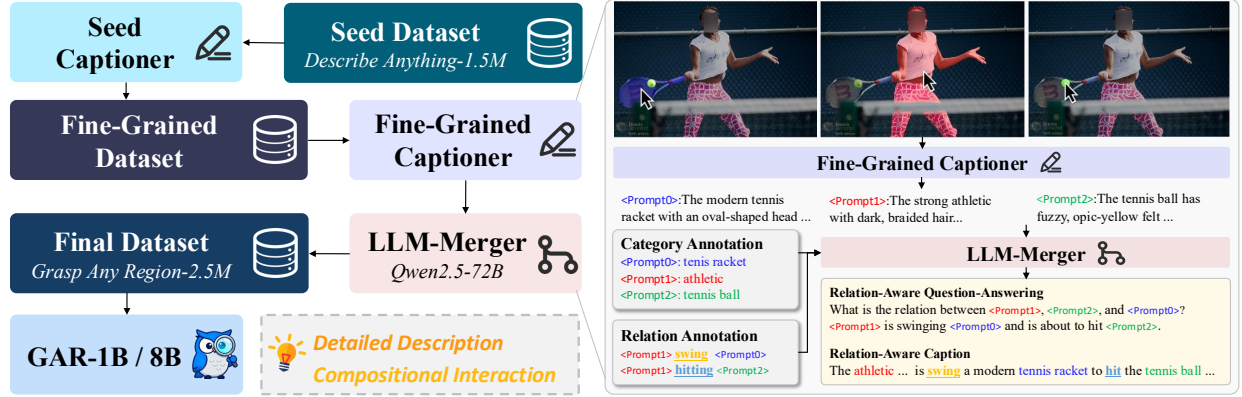 Seed
Captioner
Seed Dataset
Describe Anything-1.5M
Fine-Grained
Dataset
Fine-Grained
Captioner
Final Dataset
Grasp Any Region-2.5M
LLM-Merger
Qwen2.5-72B
GAR-1B / 8B
Detailed Description
Compositional Interaction
Fine-Grained Captioner
<Prompt0>:The modern tennis
racket with an oval-shaped head ...
<Prompt1>:The strong athletic
with dark, braided hair...
<Prompt2>:The tennis ball has
fuzzy, opic-yellow felt ...
Category Annotation
<Prompt0>: tenis racket
<Prompt1>: athletic
<Prompt2>: tennis ball
Relation Annotation
<Prompt1> swing <Prompt0>
<Prompt1> hitting <Prompt2>
LLM-Merger
Relation-Aware Question-Answering
What is the relation between <Prompt1>, <Prompt2>, and <Prompt0>?
<Prompt1> is swinging <Prompt0> and is about to hit <Prompt2>.
Relation-Aware Caption
The athletic ... is swing a modern tennis racket to hit the tennis ball ...